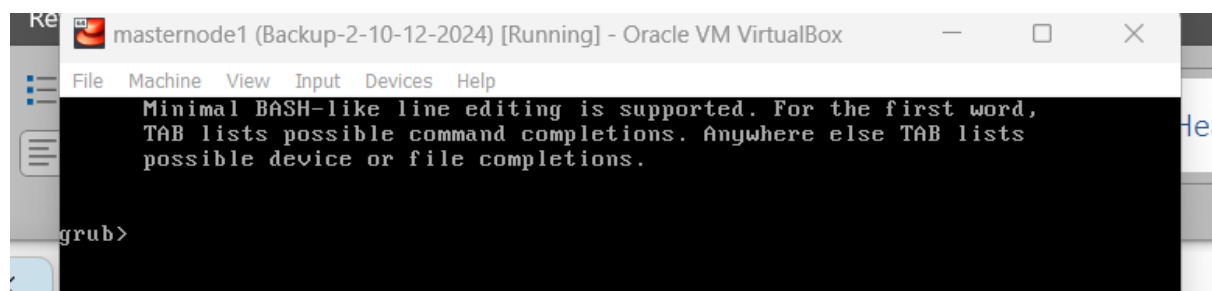 Re
masternode1 (Backup-2-10-12-2024) [Running] - Oracle VM VirtualBox
File Machine View Input Devices Help
Minimal BASH-like line editing is supported. For the first word,
TAB lists possible command completions. Anywhere else TAB lists
possible device or file completions.
grub>